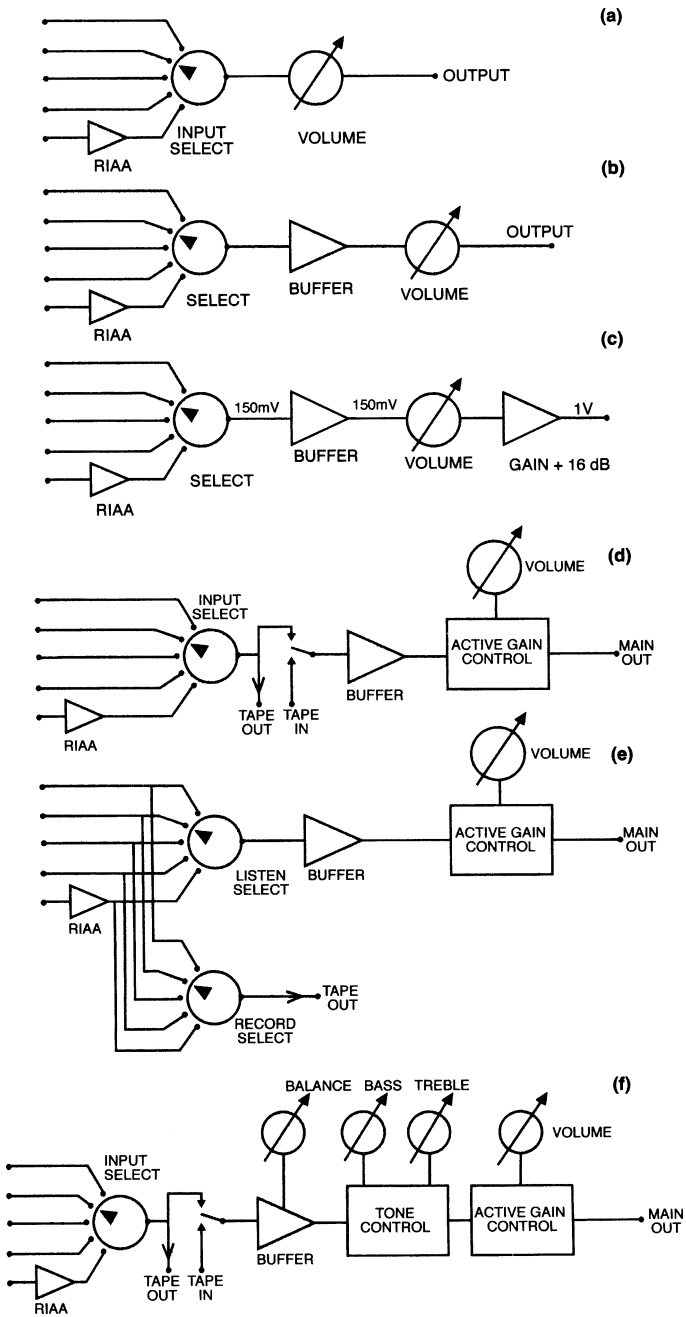 (a)
OUTPUT
INPUT
SELECT
VOLUME
RIAA
(b)
OUTPUT
BUFFER
SELECT
VOLUME
RIAA
(c)
150mV
150mV
1V
BUFFER
VOLUME
GAIN + 16 dB
SELECT
RIAA
(d)
VOLUME
INPUT
SELECT
ACTIVE GAIN
CONTROL
MAIN
OUT
BUFFER
TAPE
OUT
TAPE
IN
RIAA
(e)
VOLUME
ACTIVE GAIN
CONTROL
MAIN
OUT
LISTEN
SELECT
BUFFER
RIAA
TAPE
OUT
RECORD
SELECT
(f)
BALANCE
BASS
TREBLE
VOLUME
INPUT
SELECT
TONE
CONTROL
ACTIVE GAIN
CONTROL
MAIN
OUT
BUFFER
TAPE
OUT
TAPE
IN
RIAA